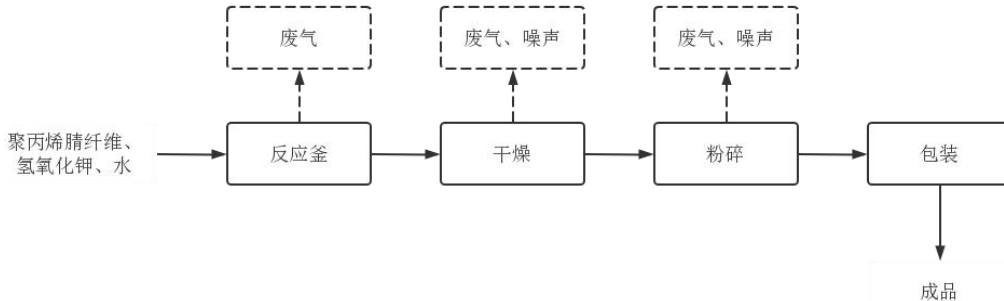 废气
废气、噪声
废气、噪声
聚丙烯腈纤维、
氢氧化钾、水
反应釜
干燥
粉碎
包装
成品